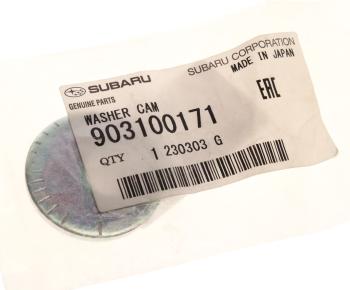 SUBARU
SUBARU CORPORATION
MADE IN JAPAN
GENUINE PARTS
WASHER CAM
903100171
EAC
QTY 1 230303 G